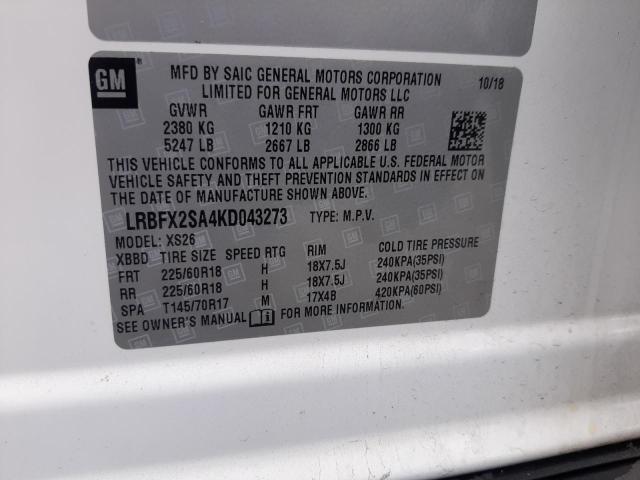 GM
MFD BY SAIC GENERAL MOTORS CORPORATION 10/18
LIMITED FOR GENERAL MOTORS LLC
GVWR GAWR FRT GAWR RR
2380 KG 1210 KG 1300 KG
5247 LB 2667 LB 2866 LB
THIS VEHICLE CONFORMS TO ALL APPLICABLE U.S. FEDERAL MOTOR
VEHICLE SAFETY AND THEFT PREVENTION STANDARDS IN EFFECT ON
THE DATE OF MANUFACTURE SHOWN ABOVE.
LRBFX2SA4KD043273 TYPE: M.P.V.
MODEL: XS26
XBBD TIRE SIZE SPEED RTG RIM COLD TIRE PRESSURE
FRT 225/60R18 H 18X7.5J 240KPA(35PSI)
RR 225/60R18 H 18X7.5J 240KPA(35PSI)
SPA T145/70R17 M 17X4B 420KPA(60PSI)
SEE OWNER'S MANUAL FOR MORE INFORMATION.